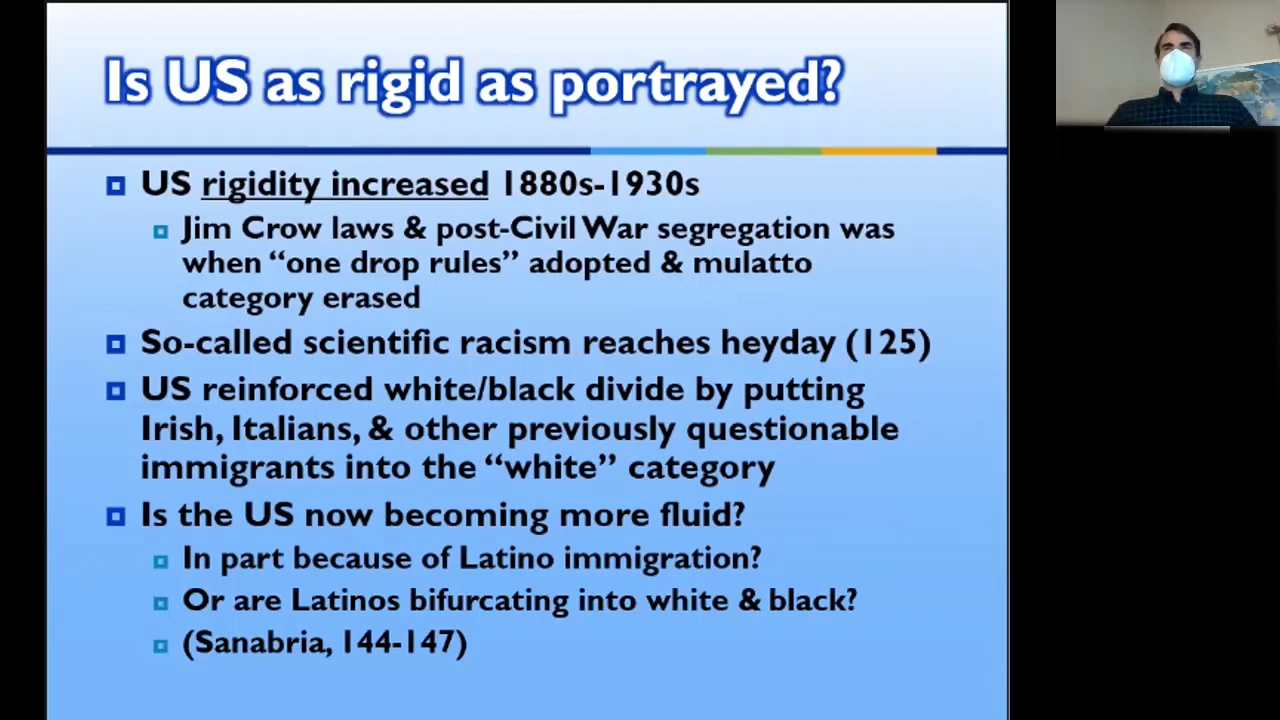 Is US as rigid as portrayed?
US rigidity increased 1880s-1930s
Jim Crow laws & post-Civil War segregation was
when “one drop rules” adopted & mulatto
category erased
So-called scientific racism reaches heyday (125)
US reinforced white/black divide by putting
Irish, Italians, & other previously questionable
immigrants into the “white” category
Is the US now becoming more fluid?
In part because of Latino immigration?
Or are Latinos bifurcating into white & black?
(Sanabria, 144-147)